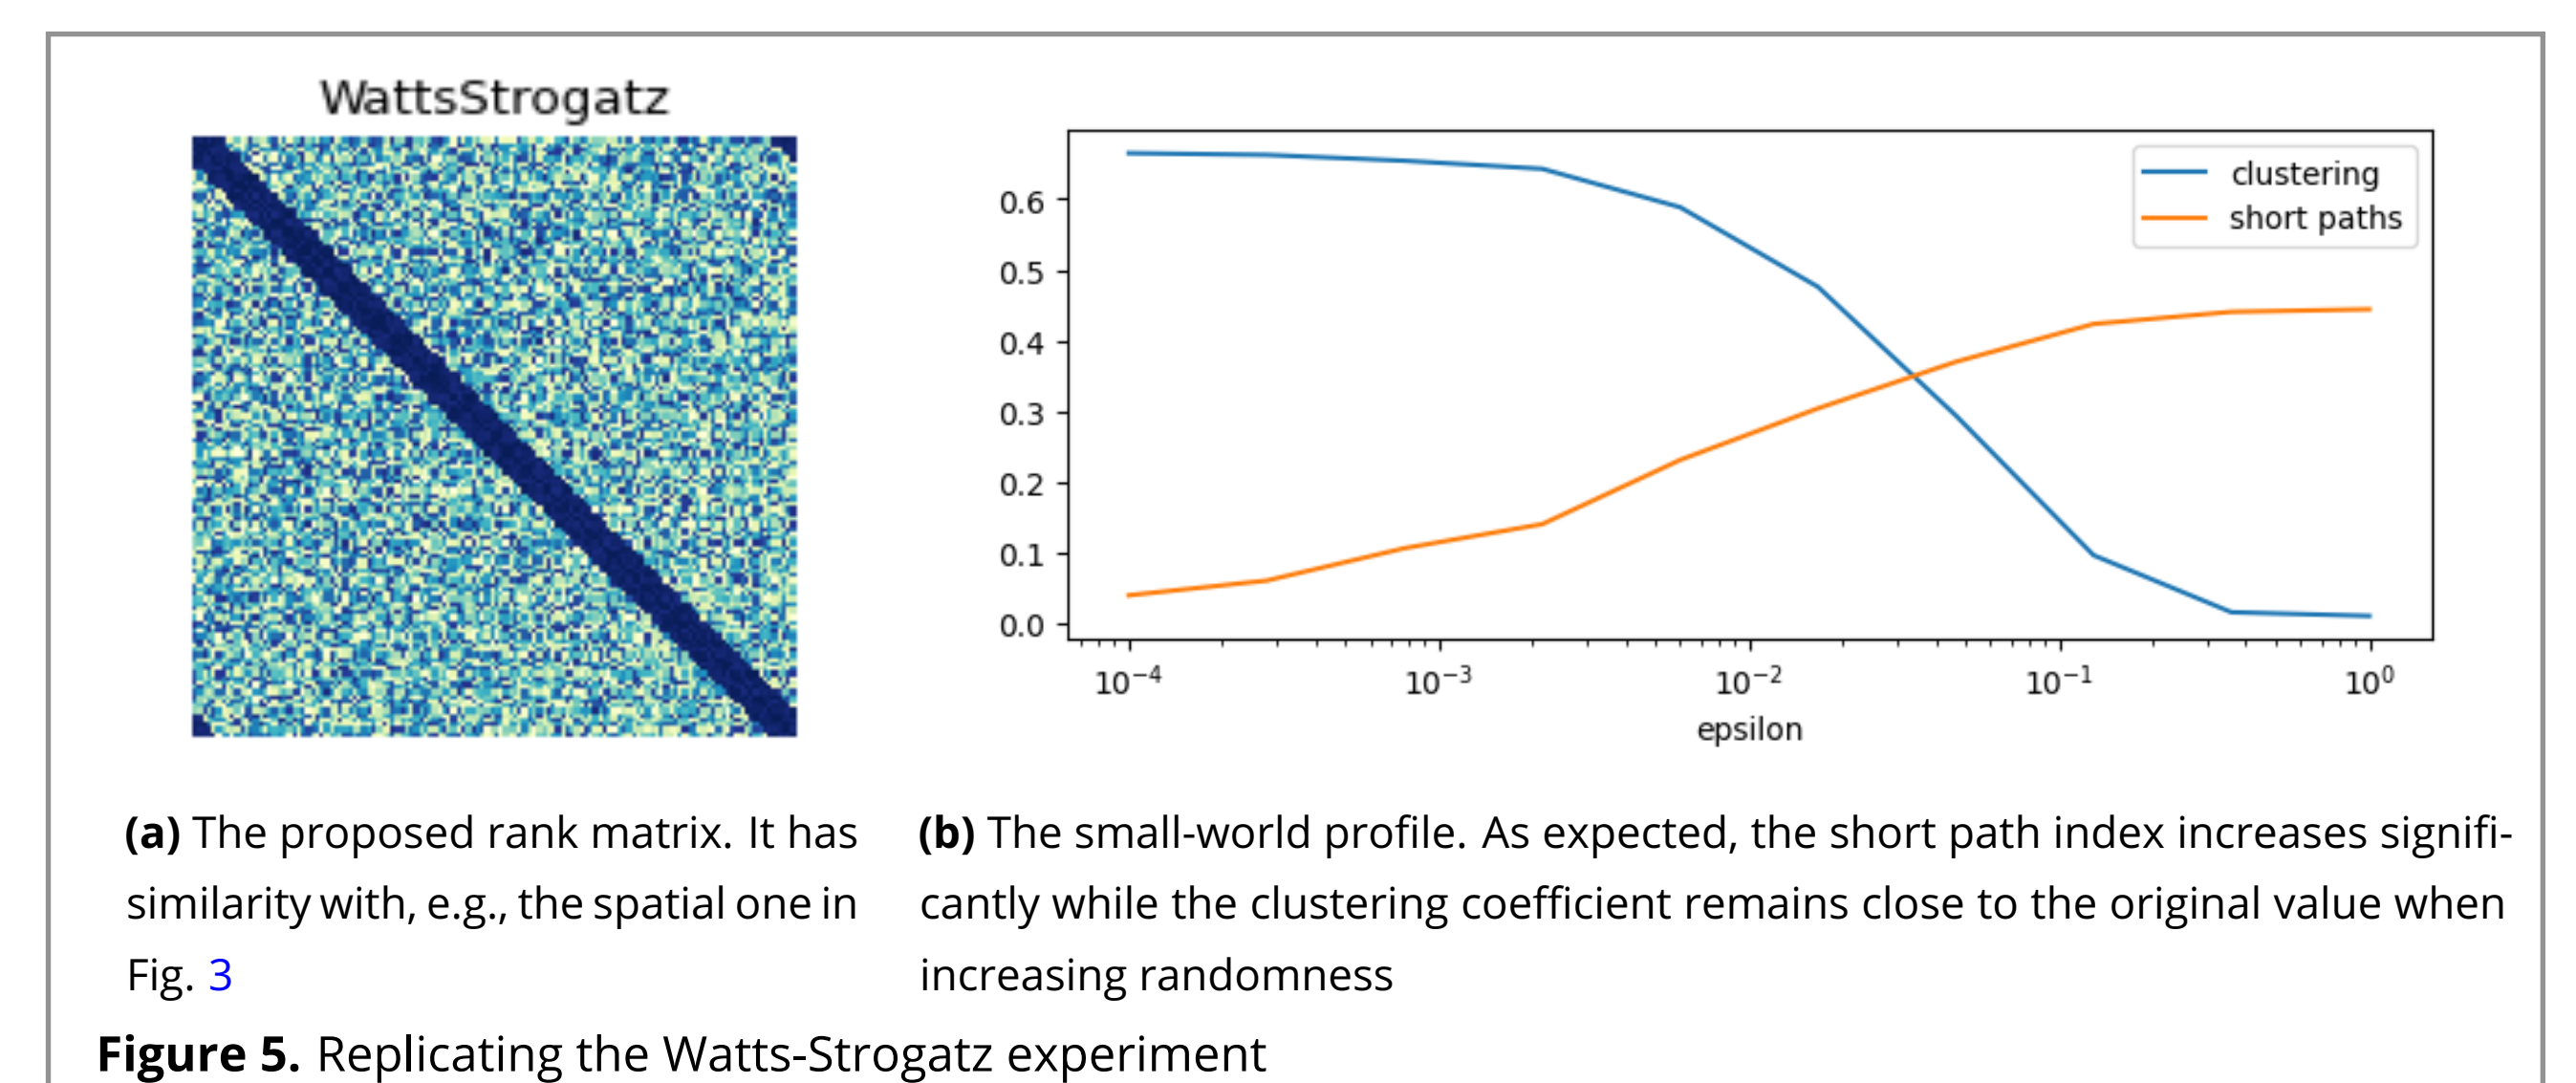 WattsStrogatz
clustering
short paths
0.6
0.5
0.4
0.3
0.2
0.1
0.0
10⁻⁴ 10⁻³ 10⁻² 10⁻¹ 10⁰
epsilon
(a) The proposed rank matrix. It has
similarity with, e.g., the spatial one in
Fig. 3
(b) The small-world profile. As expected, the short path index increases signifi-
cantly while the clustering coefficient remains close to the original value when
increasing randomness
Figure 5. Replicating the Watts-Strogatz experiment